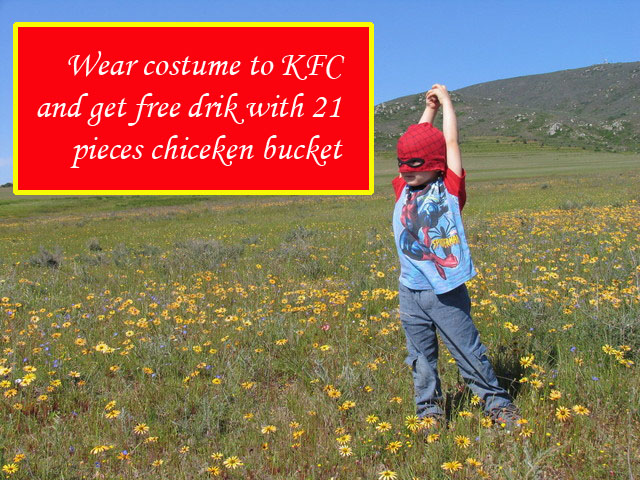 Wear costume to KFC
and get free drik with 21
pieces chiceken bucket